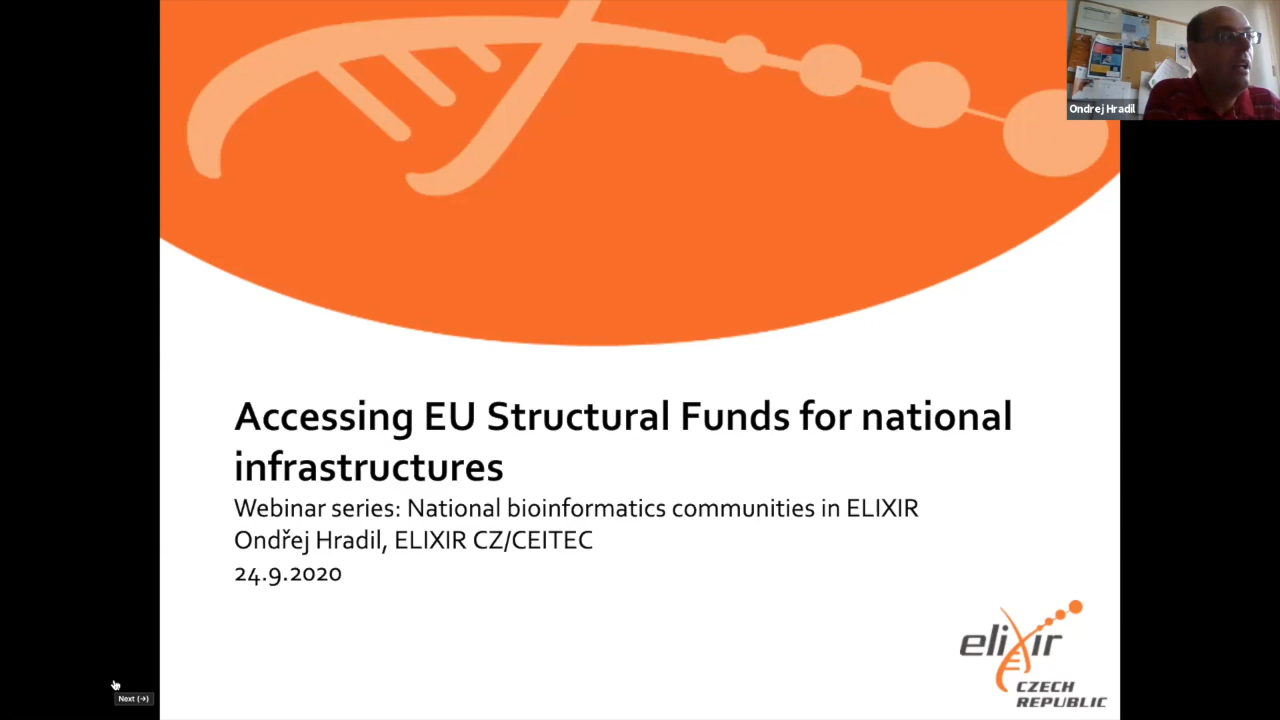 Ondrej Hradil
Accessing EU Structural Funds for national
infrastructures
Webinar series: National bioinformatics communities in ELIXIR
Ondřej Hradil, ELIXIR CZ/CEITEC
24.9.2020
elixir
CZECH
REPUBLIC
Next (→)